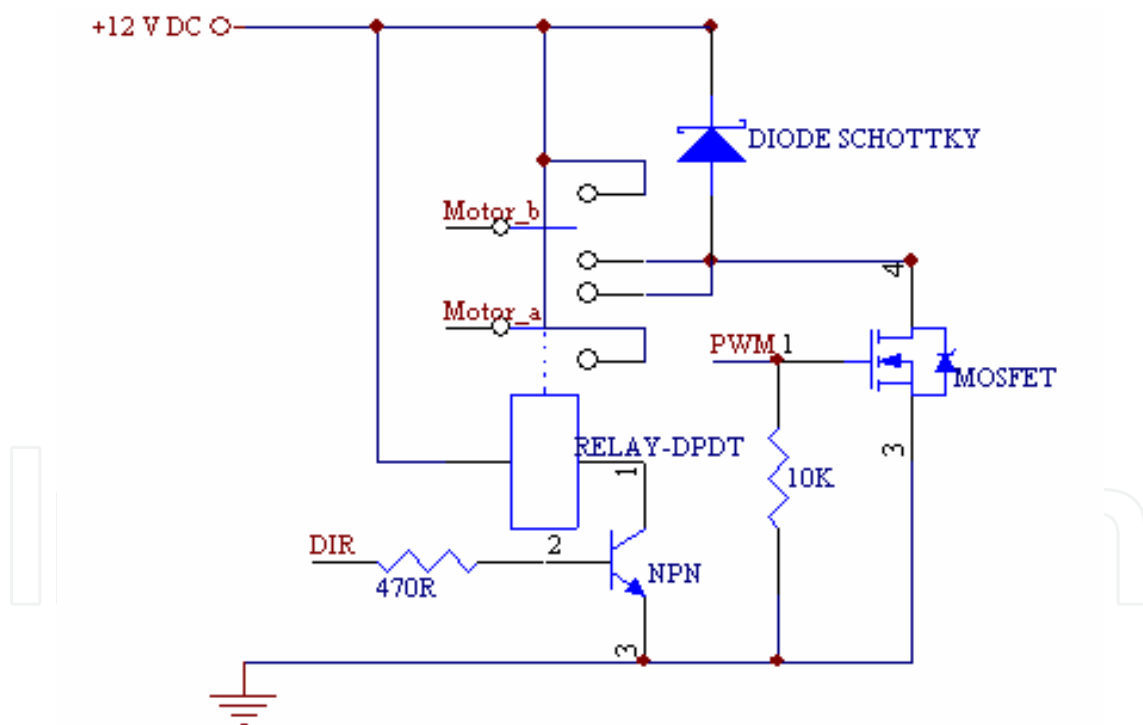 +12 V DC
DIODE SCHOTTKY
Motor_b
4
Motor_a
PWM 1
MOSFET
RELAY-DPDT
1
3
10K
DIR
2
470R
NPN
3